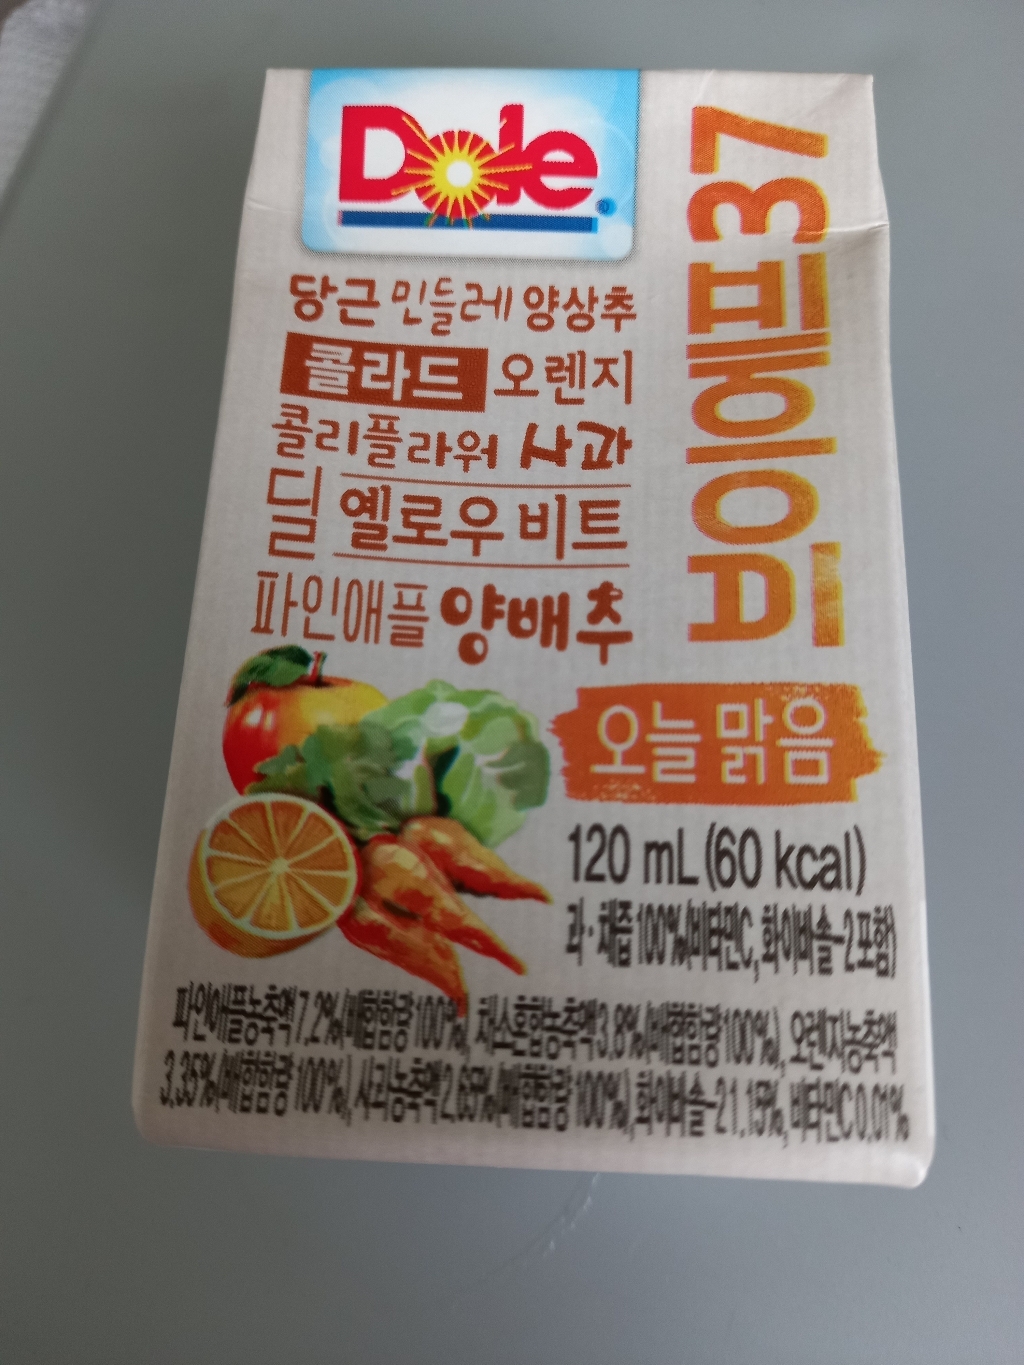 Dole®
37페이버
당근 민들레 양상추
콜라드 오렌지
콜리플라워 사과
딜 옐로우 비트
파인애플 양배추
오늘 맑음
120 mL (60 kcal)
과·채즙 100%(비타민C, 화이버솔-2 포함)
파인애플농축액 7.2%(배합함량 100%), 채소혼합농축액 3.8%(배합함량 100%), 오렌지농축액
3.35%(배합함량 100%), 사과농축액 2.65%(배합함량 100%), 화이버솔-2 1.15%, 비타민C 0.01%